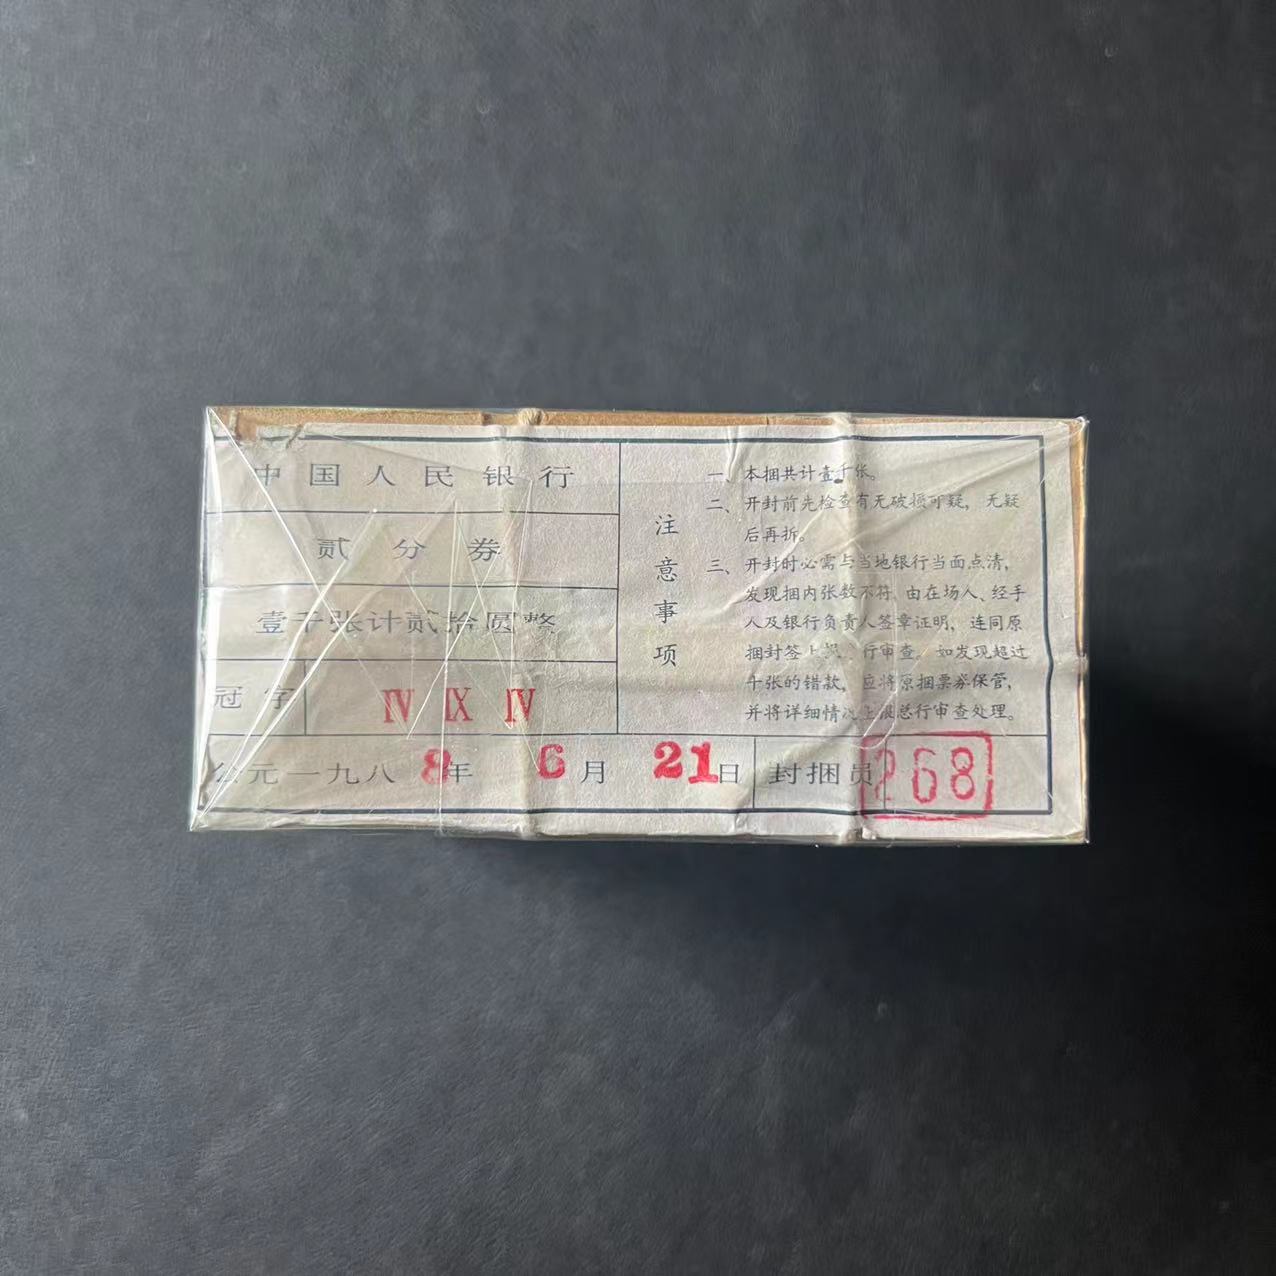 中国人民银行
贰分券
壹千张计贰拾圆整
冠字 Ⅳ Ⅸ Ⅳ
公元一九八8年 6月 21日
封捆员 268
注意事项
一、本捆共计壹千张。
二、开封前先检查有无破损可疑，无疑
后再拆。
三、开封时必需与当地银行当面点清，
发现捆内张数不符，由在场人、经手
人及银行负责人签章证明，连同原
捆封签上报 行审查。如发现超过
千张的错款，应将原捆票券保管，
并将详细情况上报总行审查处理。